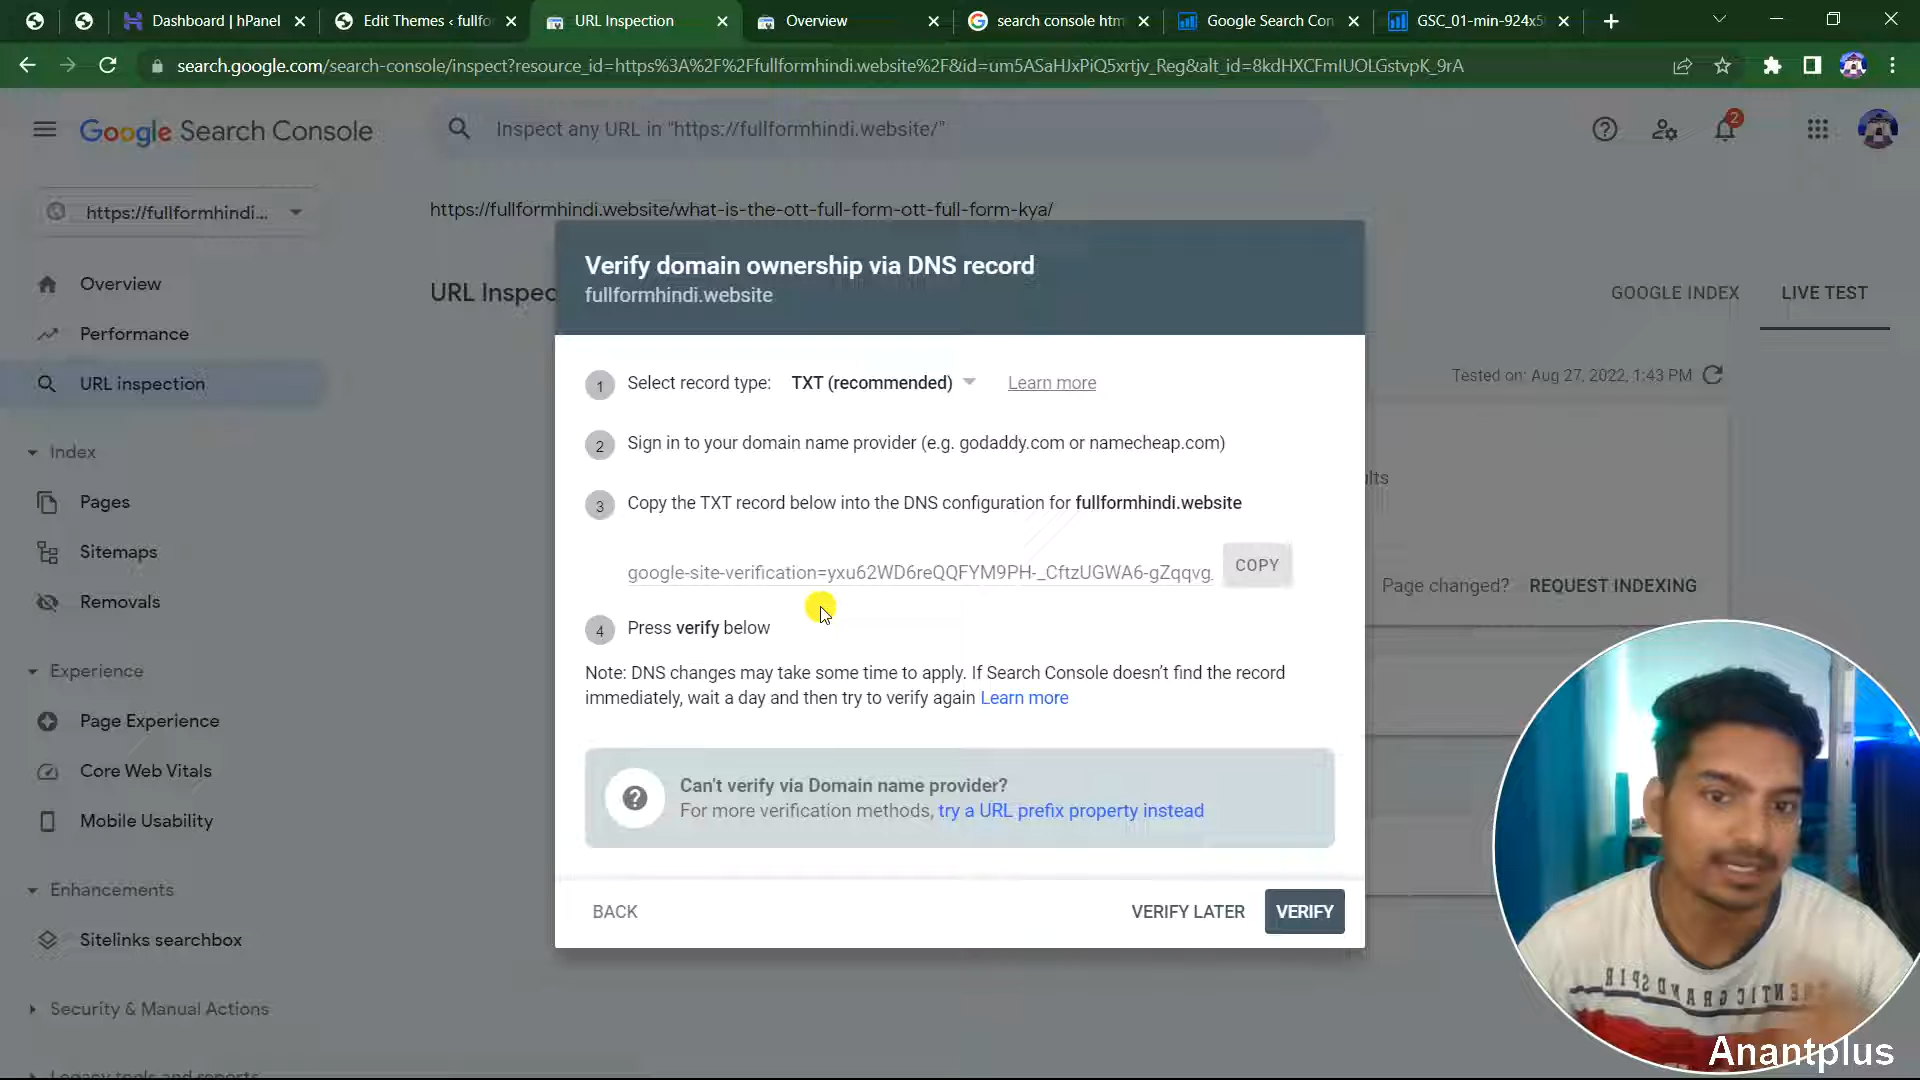 Dashboard | hPanel
Edit Themes ‹ fullfo
URL Inspection
Overview
search console htm
Google Search Con
GSC_01-min-924x5
search.google.com/search-console/inspect?resource_id=https%3A%2F%2Ffullformhindi.website%2F&id=um5ASaHJxPiQ5xrtjv_Reg&alt_id=8kdHXCFmIUOLGstvpK_9rA
Google Search Console
Inspect any URL in "https://fullformhindi.website/"
2
https://fullformhindi...
https://fullformhindi.website/what-is-the-ott-full-form-ott-full-form-kya/
Overview
Performance
URL inspection
Index
Pages
Sitemaps
Removals
Experience
Page Experience
Core Web Vitals
Mobile Usability
Enhancements
Sitelinks searchbox
Security & Manual Actions
Legacy tools and reports
URL Inspec
GOOGLE INDEX
LIVE TEST
Tested on: Aug 27, 2022, 1:43 PM
Page changed?
REQUEST INDEXING
Verify domain ownership via DNS record
fullformhindi.website
1 Select record type: TXT (recommended) Learn more
2 Sign in to your domain name provider (e.g. godaddy.com or namecheap.com)
3 Copy the TXT record below into the DNS configuration for fullformhindi.website
google-site-verification=yxu62WD6reQQFYM9PH-_CftzUGWA6-gZqqvg.
COPY
4 Press verify below
Note: DNS changes may take some time to apply. If Search Console doesn't find the record
immediately, wait a day and then try to verify again Learn more
Can't verify via Domain name provider?
For more verification methods, try a URL prefix property instead
BACK
VERIFY LATER
VERIFY
Anantplus